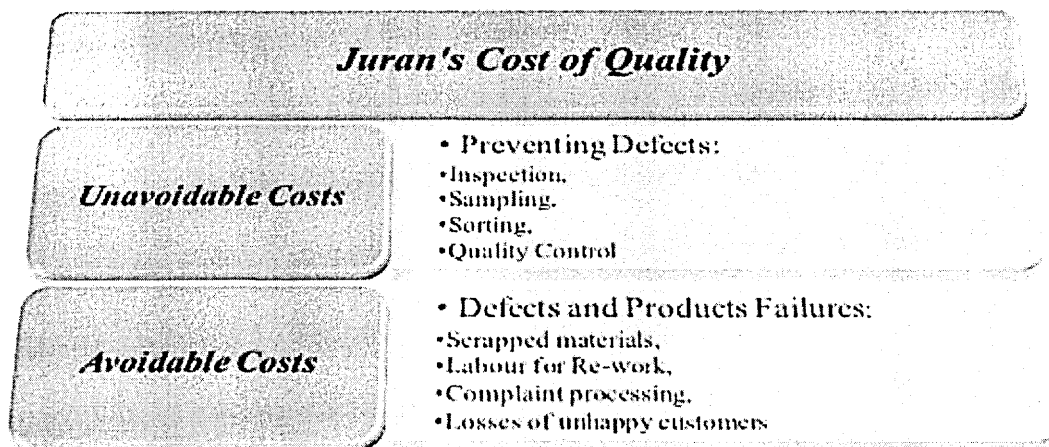 Juran's Cost of Quality
Unavoidable Costs
• Preventing Defects:
•Inspection,
•Sampling,
•Sorting,
•Quality Control
Avoidable Costs
• Defects and Products Failures:
•Scrapped materials,
•Labour for Re-work,
•Complaint processing,
•Losses of unhappy customers